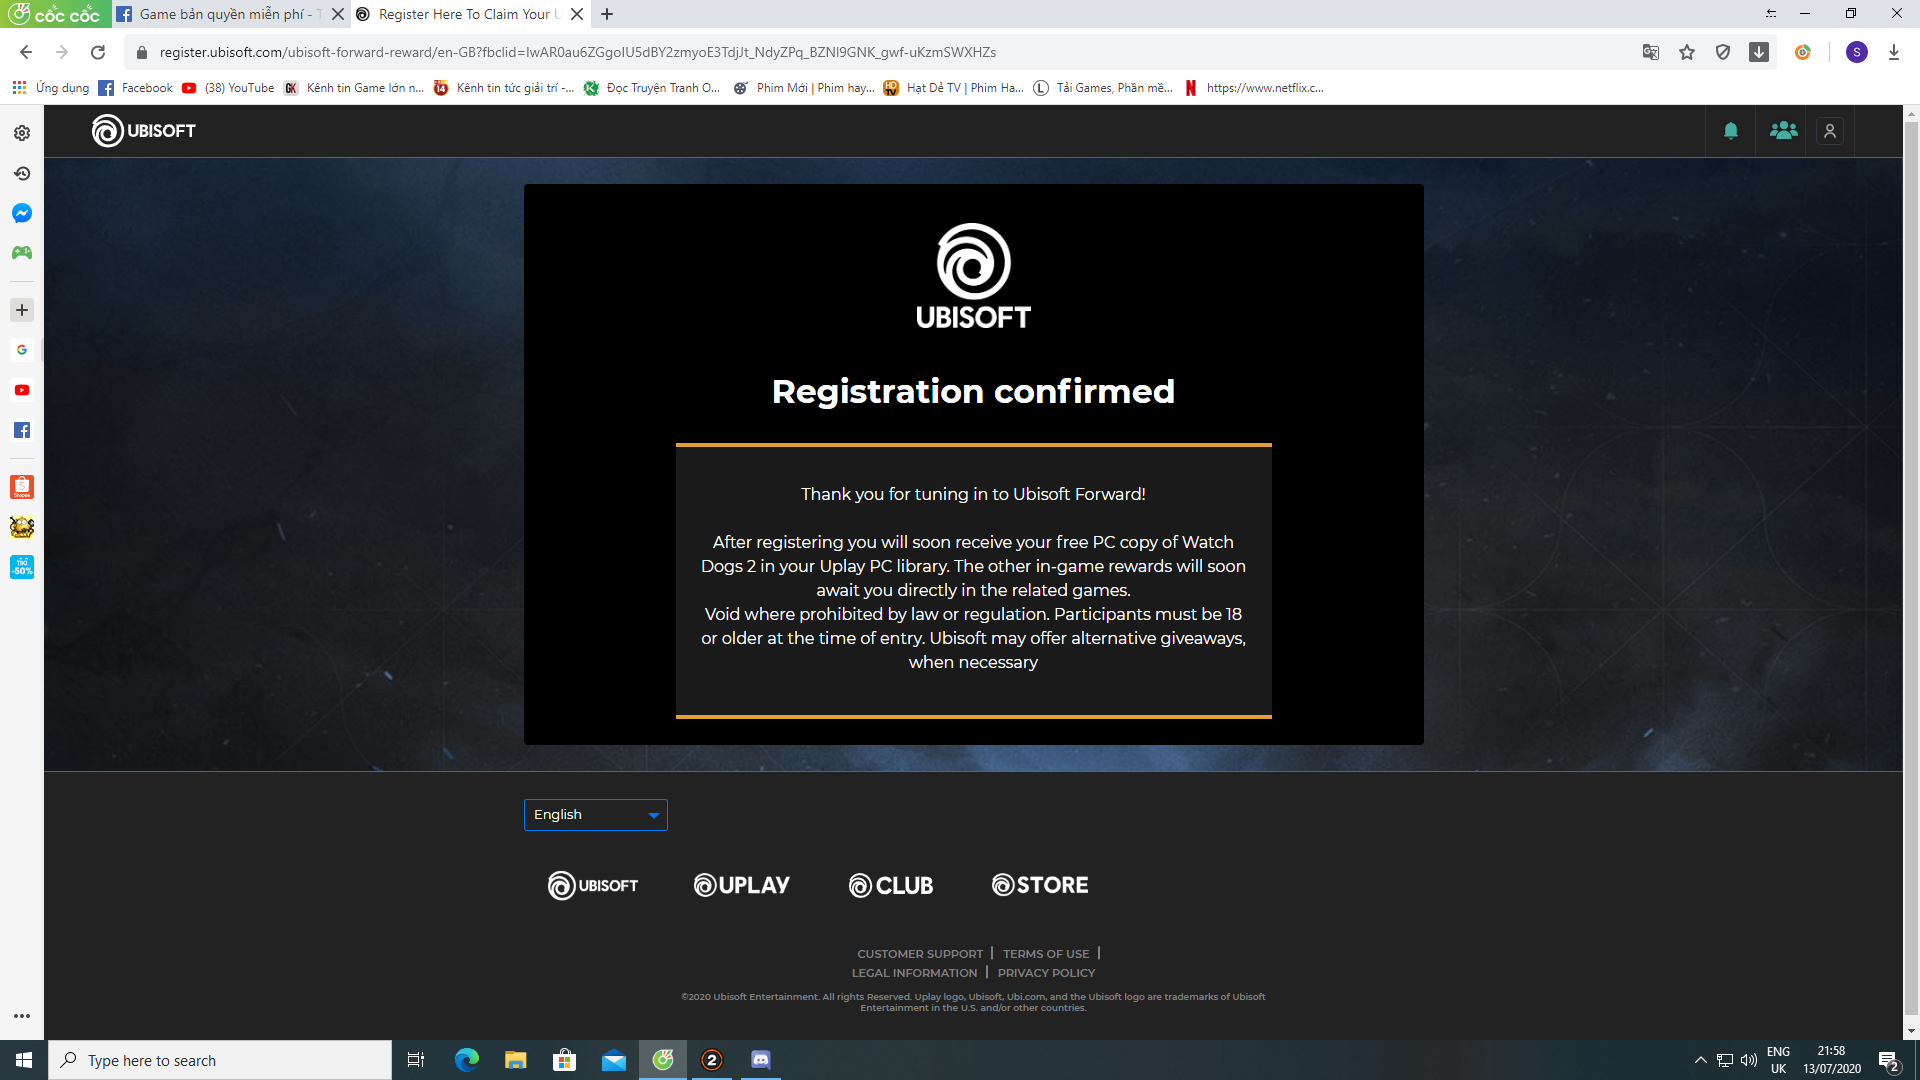 cốc cốc
Game bản quyền miễn phí - T
Register Here To Claim Your U
register.ubisoft.com/ubisoft-forward-reward/en-GB?fbclid=IwAR0au6ZGgoIU5dBY2zmyoE3TdjJt_NdyZPq_BZNl9GNK_gwf-uKzmSWXHZs
S
Ứng dụng
Facebook
(38) YouTube
Kênh tin Game lớn n...
Kênh tin tức giải trí -...
Đọc Truyện Tranh O...
Phim Mới | Phim hay...
Hạt Dẻ TV | Phim Ha...
Tải Games, Phần mề...
https://www.netflix.c...
UBISOFT
UBISOFT
Registration confirmed
Thank you for tuning in to Ubisoft Forward!
After registering you will soon receive your free PC copy of Watch
Dogs 2 in your Uplay PC library. The other in-game rewards will soon
await you directly in the related games.
Void where prohibited by law or regulation. Participants must be 18
or older at the time of entry. Ubisoft may offer alternative giveaways,
when necessary
Shopee
TIKI
-50%
English
UBISOFT
UPLAY
CLUB
STORE
CUSTOMER SUPPORT | TERMS OF USE |
LEGAL INFORMATION | PRIVACY POLICY
©2020 Ubisoft Entertainment. All rights Reserved. Uplay logo, Ubisoft, Ubi.com, and the Ubisoft logo are trademarks of Ubisoft
Entertainment in the U.S. and/or other countries.
Type here to search
2
ENG
UK
21:58
13/07/2020
2